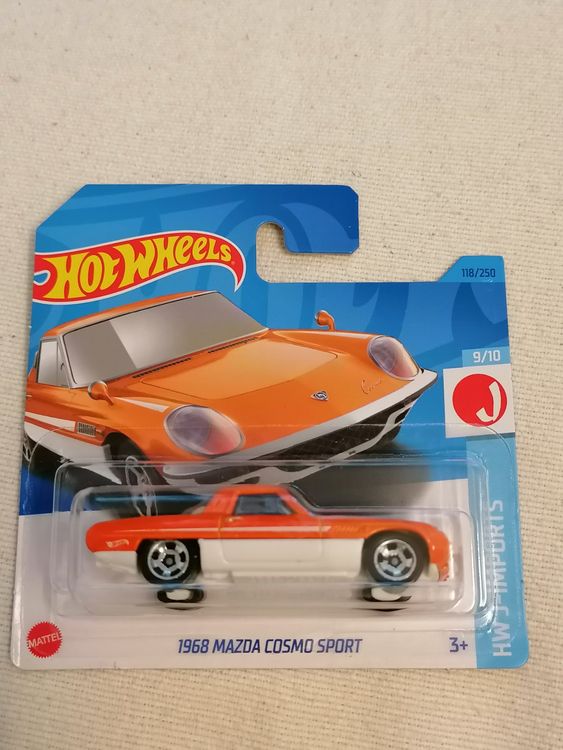 HOT WHEELS
118/250
9/10
J
HW J-IMPORTS
MATTEL
1968 MAZDA COSMO SPORT
3+